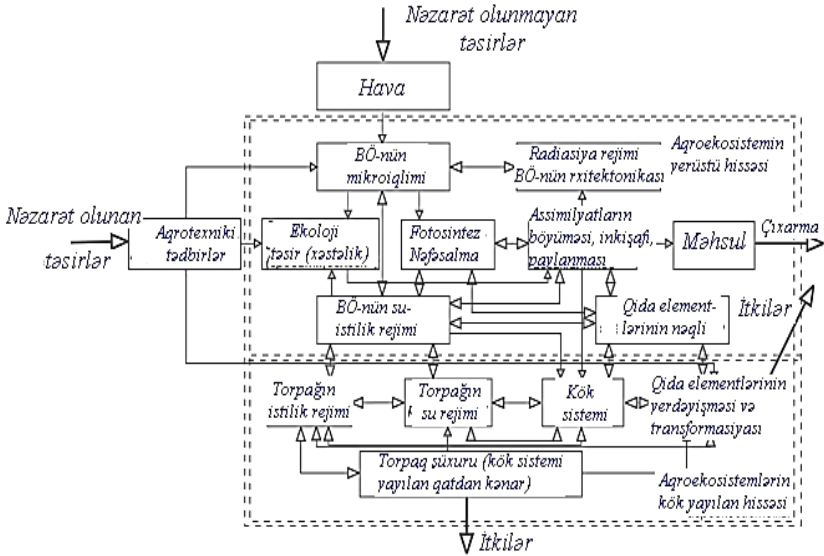 Nəzarət olunmayan
təsirlər
Hava
BÖ-nün
mikroiqlimi
Radiasiya rejimi
BÖ-nün rxitektonikası
Aqroekosistemin
yerüstü hissəsi
Nəzarət olunan
təsirlər
Aqrotexniki
tədbirlər
Ekoloji
təsir (xəstəlik)
Fotosintez
Nəfəsalma
Assimilyatların
böyüməsi, inkişafı,
paylanması
Məhsul
Çıxarma
BÖ-nün su-
istilik rejimi
Qida element-
lərinin nəqli
İtkilər
Torpağın
istilik rejimi
Torpağın
su rejimi
Kök
sistemi
Qida elementlərinin
yerdəyişməsi və
transformasiyası
Torpaq süxuru (kök sistemi
yayılan qatdan kənar)
Aqroekosistemlərin
kök yayılan hissəsi
İtkilər